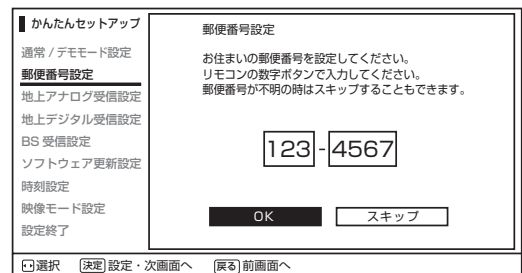 かんたんセットアップ
通常 / デモモード設定
郵便番号設定
地上アナログ受信設定
地上デジタル受信設定
BS 受信設定
ソフトウェア更新設定
時刻設定
映像モード設定
設定終了
郵便番号設定
お住まいの郵便番号を設定してください。
リモコンの数字ボタンで入力してください。
郵便番号が不明の時はスキップすることもできます。
123 - 4567
OK スキップ
選択 決定 設定・次画面へ 戻る 前画面へ